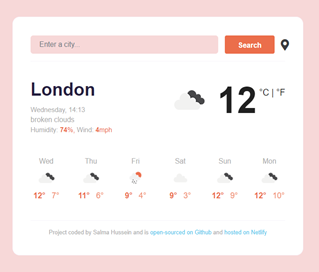 Enter a city...
Search
London
Wednesday, 14:13
broken clouds
Humidity: 74%, Wind: 4mph
12 °C | °F
Wed Thu Fri Sat Sun Mon
12° 7° 11° 6° 9° 4° 9° 3° 12° 9° 12° 10°
Project coded by Salma Hussein and is open-sourced on Github and hosted on Netlify